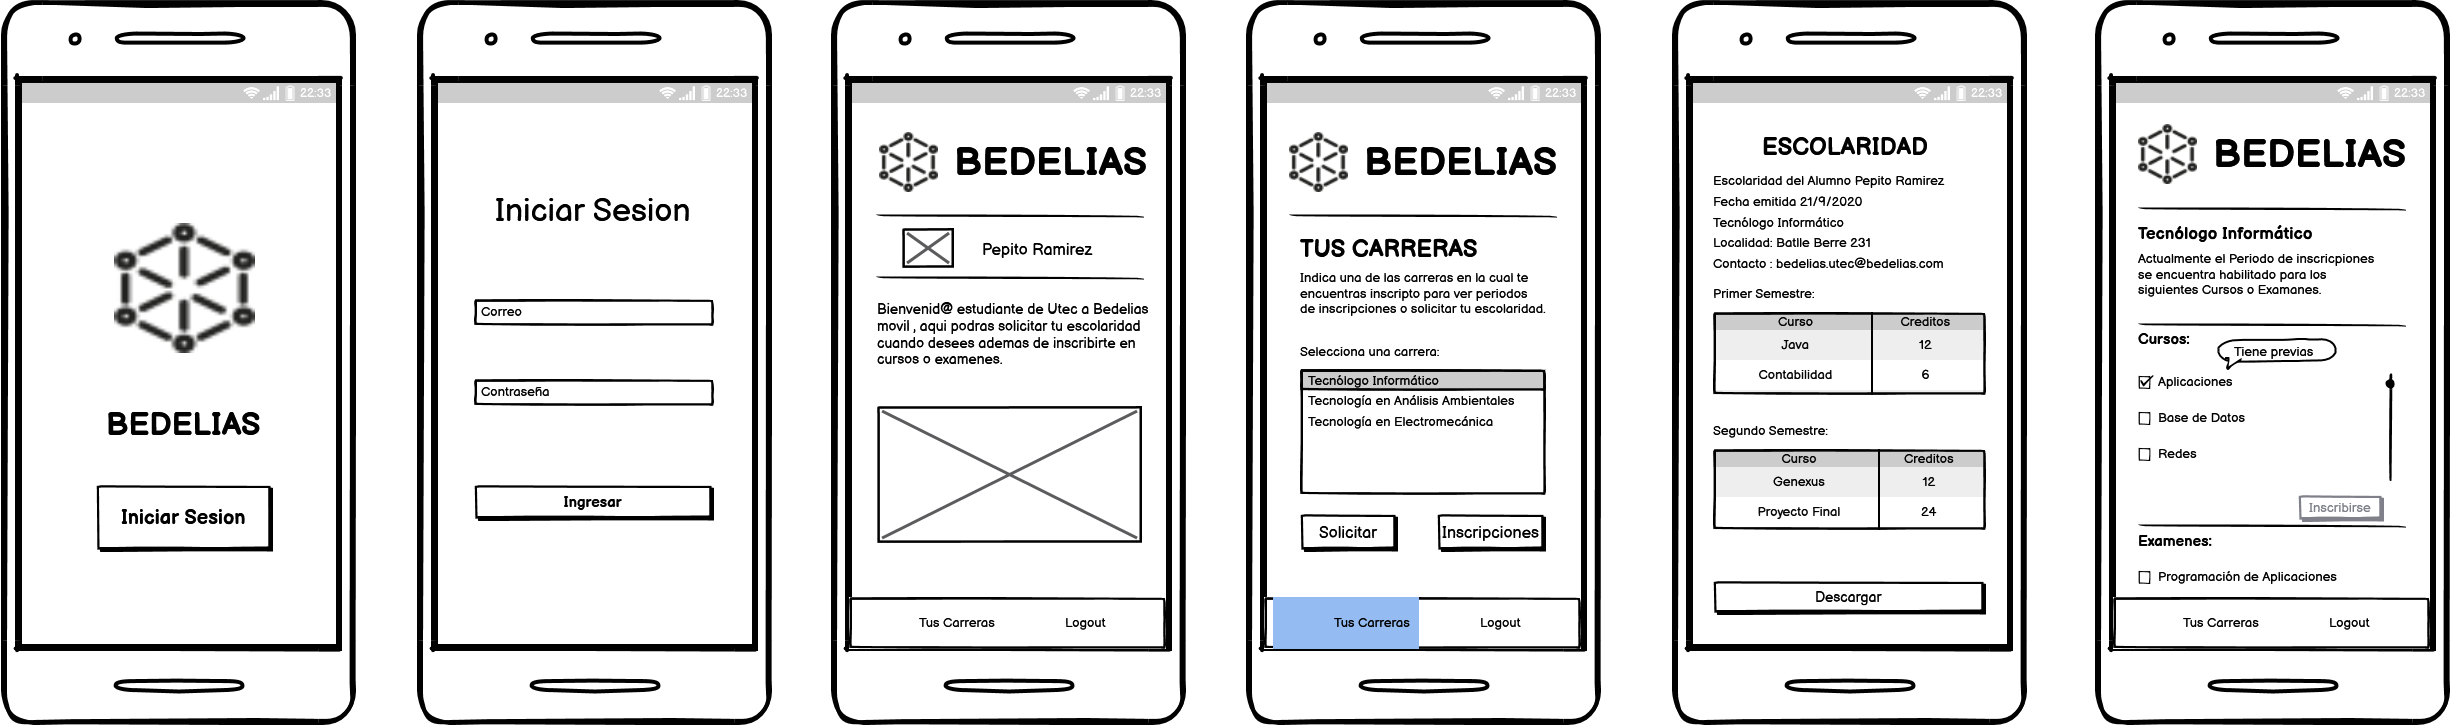 22:33
BEDELIAS
Iniciar Sesion
22:33
Iniciar Sesion
Correo
Contraseña
Ingresar
22:33
BEDELIAS
Pepito Ramirez
Bienvenid@ estudiante de Utec a Bedelias
movil , aqui podras solicitar tu escolaridad
cuando desees ademas de inscribirte en
cursos o examenes.
Tus Carreras
Logout
22:33
BEDELIAS
TUS CARRERAS
Indica una de las carreras en la cual te
encuentras inscripto para ver periodos
de inscripciones o solicitar tu escolaridad.
Selecciona una carrera:
Tecnólogo Informático
Tecnología en Análisis Ambientales
Tecnología en Electromecánica
Solicitar
Inscripciones
Tus Carreras
Logout
22:33
ESCOLARIDAD
Escolaridad del Alumno Pepito Ramirez
Fecha emitida 21/9/2020
Tecnólogo Informático
Localidad: Batlle Berre 231
Contacto : bedelias.utec@bedelias.com
Primer Semestre:
Curso Creditos
Java 12
Contabilidad 6
Segundo Semestre:
Curso Creditos
Genexus 12
Proyecto Final 24
Descargar
22:33
BEDELIAS
Tecnólogo Informático
Actualmente el Periodo de inscricpiones
se encuentra habilitado para los
siguientes Cursos o Examanes.
Cursos:
Tiene previas
Aplicaciones
Base de Datos
Redes
Inscribirse
Examenes:
Programación de Aplicaciones
Tus Carreras
Logout